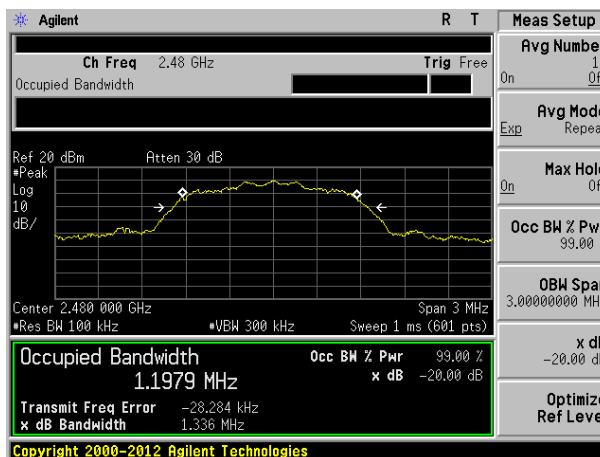 Agilent R T
Ch Freq 2.48 GHz Trig Free
Occupied Bandwidth
Ref 20 dBm Atten 30 dB
#Peak
Log
10
dB/
Center 2.480 000 GHz Span 3 MHz
#Res BW 100 kHz #VBW 300 kHz Sweep 1 ms (601 pts)
Occupied Bandwidth Occ BW % Pwr 99.00 %
1.1979 MHz x dB -20.00 dB
Transmit Freq Error -28.284 kHz
x dB Bandwidth 1.336 MHz
Copyright 2000-2012 Agilent Technologies
Meas Setup
Avg Numbe
1
On Of
Avg Mod
Exp Repea
Max Hol
On Of
Occ BW % Pw
99.00
OBW Spa
3.00000000 MH
x d
-20.00 d
Optimiz
Ref Leve